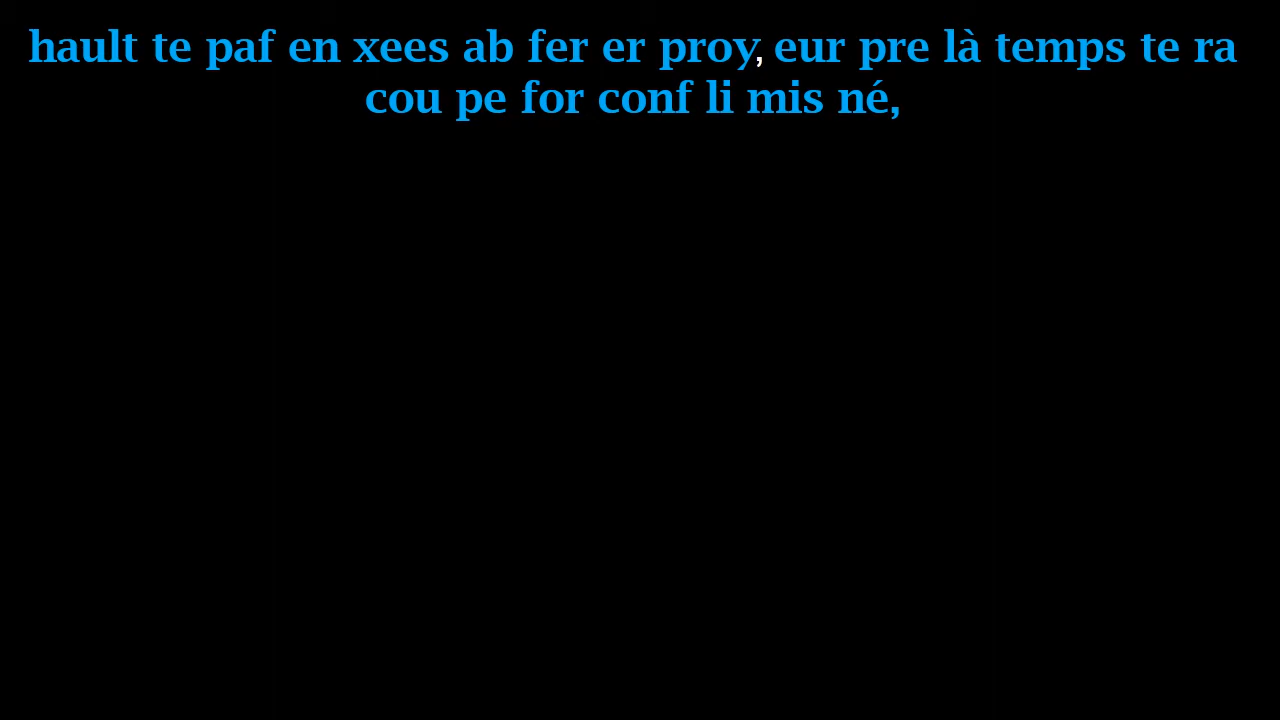 hault te paf en xees ab fer er proy, eur pre là temps te ra
cou pe for conf li mis né,